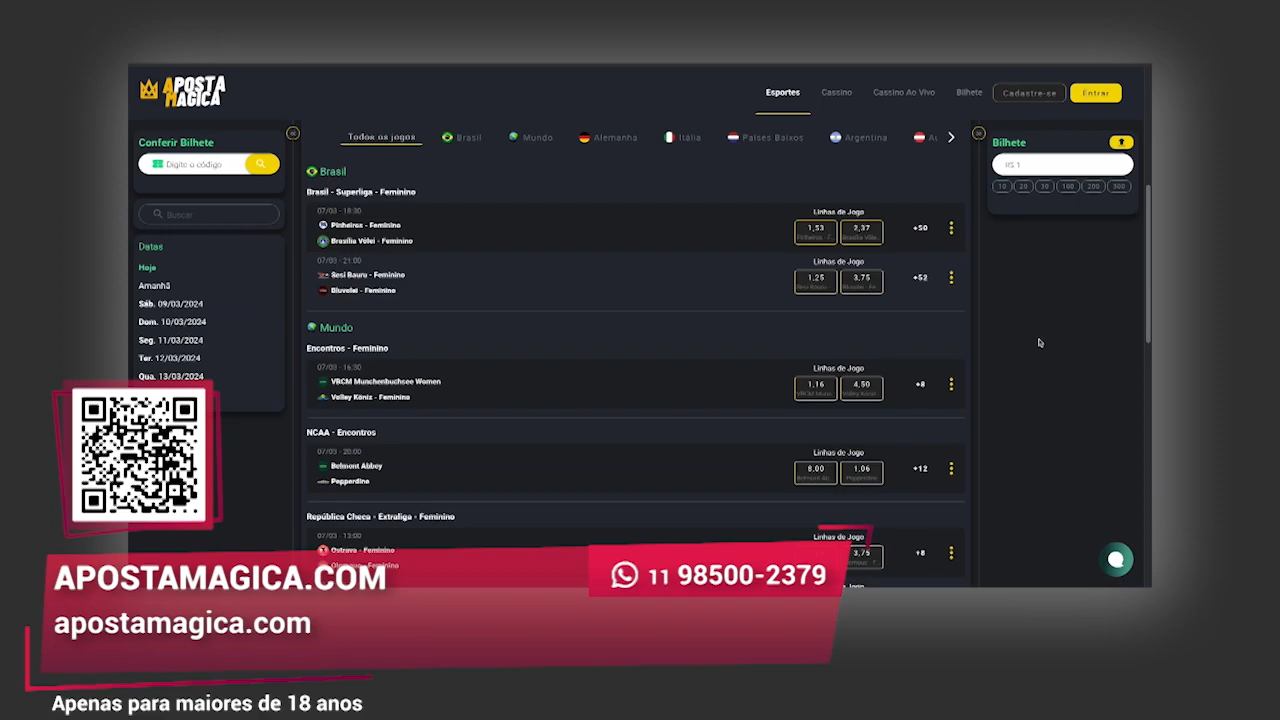 APOSTA
MAGICA
Esportes
Cassino
Cassino Ao Vivo
Bilhete
Cadastre-se
Entrar
Todos os jogos
Brasil
Mundo
Alemanha
Itália
Países Baixos
Argentina
Conferir Bilhete
Digite o código
Buscar
Datas
Hoje
Amanhã
Sáb. 09/03/2024
Dom. 10/03/2024
Seg. 11/03/2024
Ter. 12/03/2024
Qua. 13/03/2024
Brasil
Brasil - Superliga - Feminino
07/03 - 18:30
Linhas de Jogo
Pinheiros - Feminino
Brasília Vôlei - Feminino
1,53
2,37
+50
07/03 - 21:00
Linhas de Jogo
Sesi Bauru - Feminino
Bluvolei - Feminino
1.25
3,75
+52
Mundo
Encontros - Feminino
07/03 - 16:30
Linhas de Jogo
VBCM Munchenbuchsee Women
Volley Köniz - Feminino
1.16
4,50
+8
NCAA - Encontros
07/03 - 20:00
Linhas de Jogo
Belmont Abbey
Pepperdine
8.00
1.06
+12
República Checa - Extraliga - Feminino
07/03 - 13:00
Linhas de Jogo
Ostrava - Feminino
Olomouc - Feminino
3,75
+8
Bilhete
R$ 1
10
20
30
100
200
300
APOSTAMAGICA.COM
apostamagica.com
11 98500-2379
Apenas para maiores de 18 anos